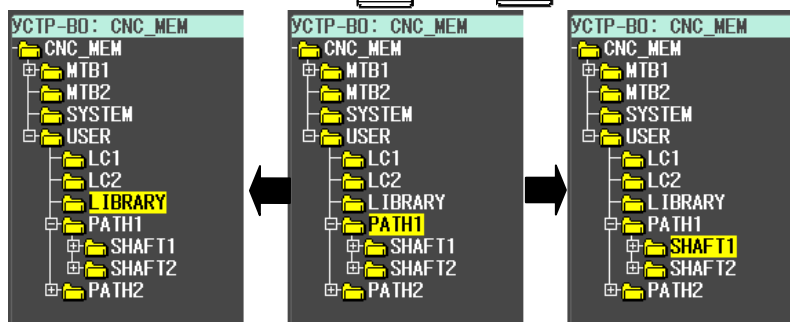 УСТР-ВО: CNC_MEM
CNC_MEM
MTB1
MTB2
SYSTEM
USER
LC1
LC2
LIBRARY
PATH1
SHAFT1
SHAFT2
PATH2
УСТР-ВО: CNC_MEM
CNC_MEM
MTB1
MTB2
SYSTEM
USER
LC1
LC2
LIBRARY
PATH1
SHAFT1
SHAFT2
PATH2
УСТР-ВО: CNC_MEM
CNC_MEM
MTB1
MTB2
SYSTEM
USER
LC1
LC2
LIBRARY
PATH1
SHAFT1
SHAFT2
PATH2